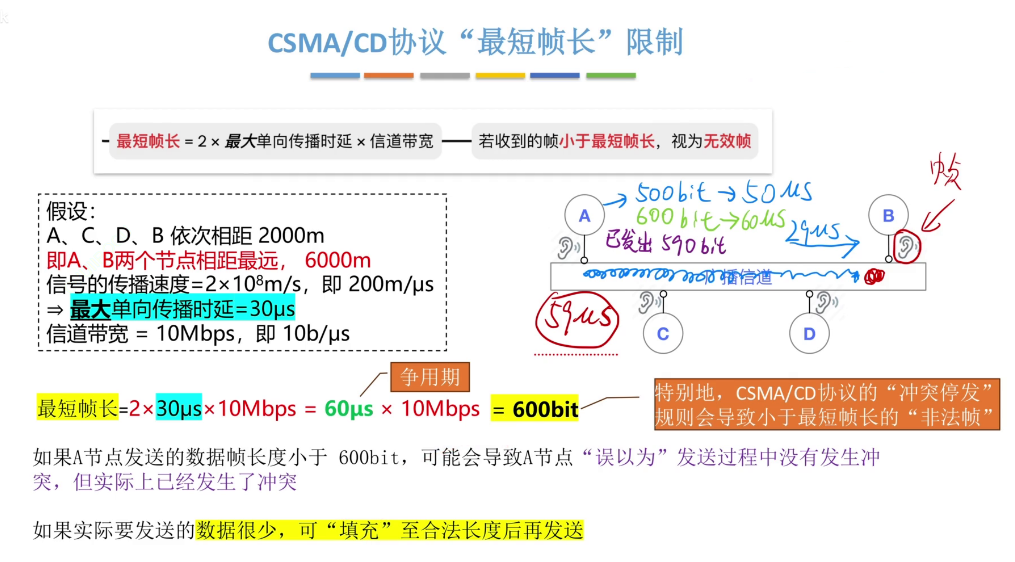 CSMA/CD协议“最短帧长”限制
最短帧长 = 2 × 最大单向传播时延 × 信道带宽
若收到的帧小于最短帧长，视为无效帧
假设：
A、C、D、B 依次相距 2000m
即A、B两个节点相距最远， 6000m
信号的传播速度=2×10⁸m/s，即 200m/μs
⇒ 最大单向传播时延=30μs
信道带宽 = 10Mbps，即 10b/μs
A
500bit → 50μs
600bit → 60μs
已发出 590bit
29μs
B
帧
播信道
59μs
C
D
争用期
最短帧长=2×30μs×10Mbps = 60μs × 10Mbps = 600bit
特别地，CSMA/CD协议的“冲突停发”
规则会导致小于最短帧长的“非法帧”
如果A节点发送的数据帧长度小于 600bit，可能会导致A节点“误以为”发送过程中没有发生冲
突，但实际上已经发生了冲突
如果实际要发送的数据很少，可“填充”至合法长度后再发送